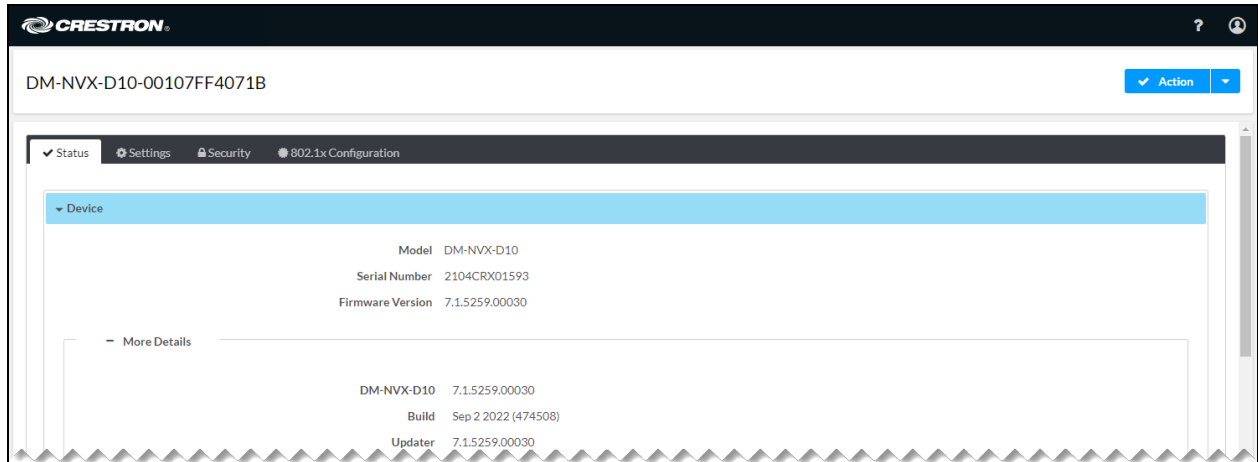 CRESTRON®
?
DM-NVX-D10-00107FF4071B
Action
Status Settings Security 802.1x Configuration
Device
Model DM-NVX-D10
Serial Number 2104CRX01593
Firmware Version 7.1.5259.00030
− More Details
DM-NVX-D10 7.1.5259.00030
Build Sep 2 2022 (474508)
Updater 7.1.5259.00030